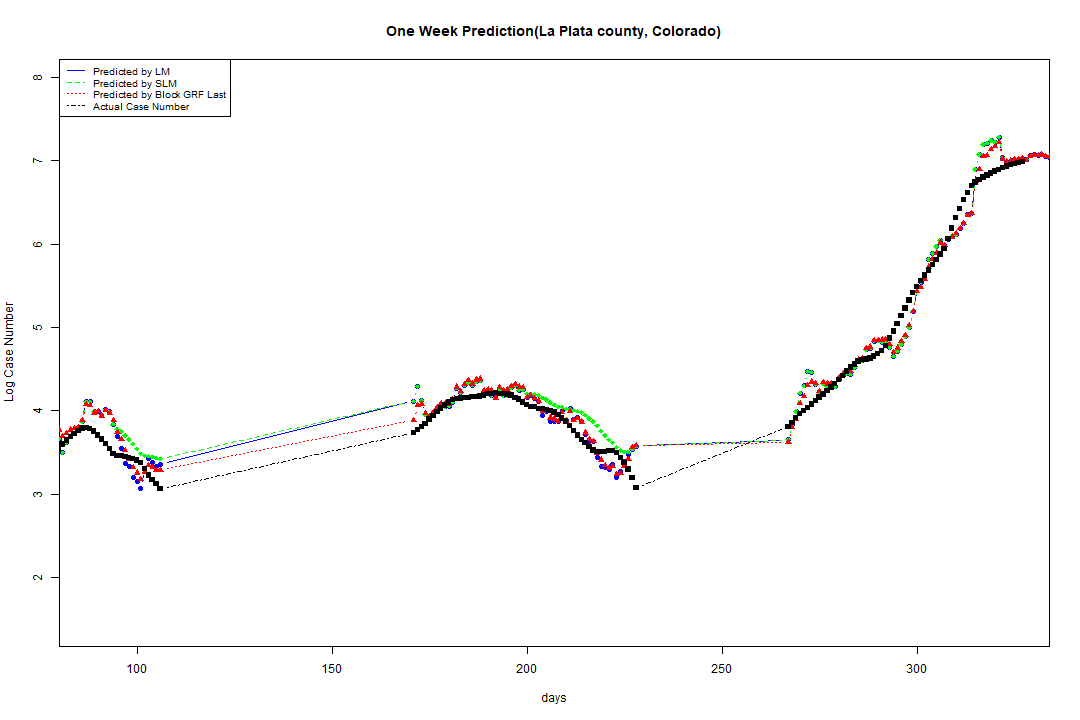 One Week Prediction(La Plata county, Colorado)
Predicted by LM
Predicted by SLM
Predicted by Block GRF Last
Actual Case Number
8
7
6
5
4
3
2
Log Case Number
100 150 200 250 300
days